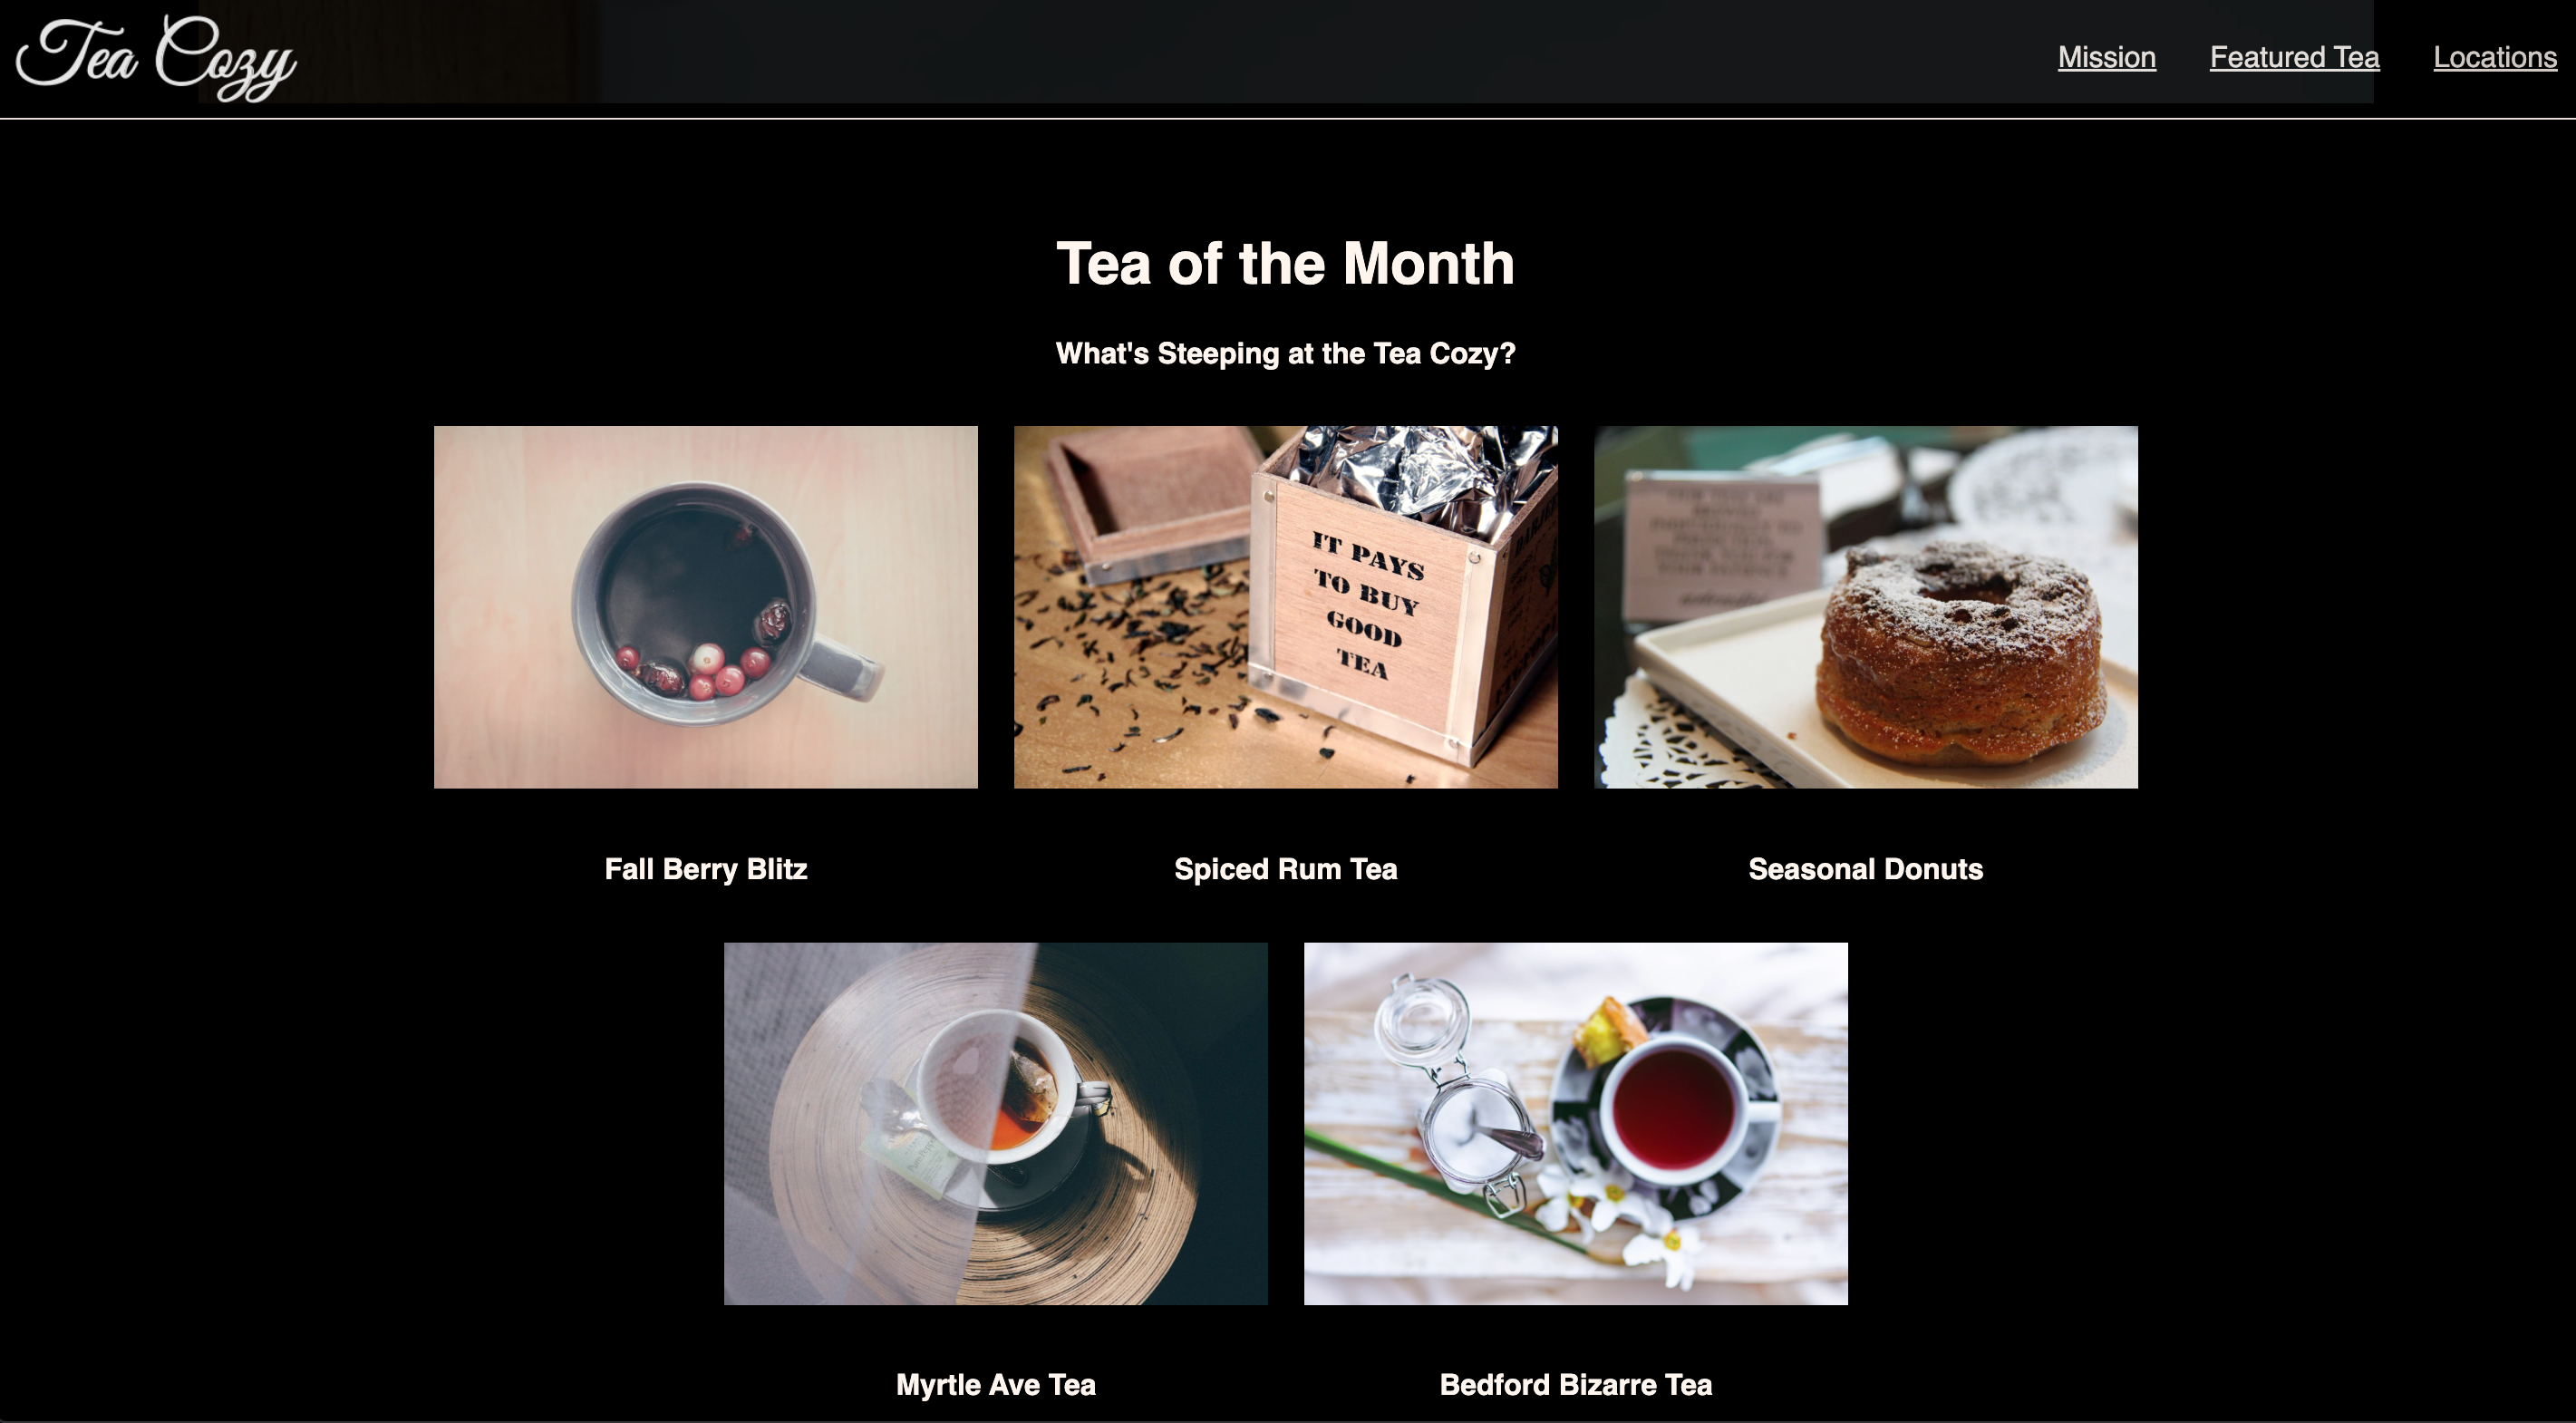 Tea Cozy
Mission Featured Tea Locations
Tea of the Month
What's Steeping at the Tea Cozy?
IT PAYS
TO BUY
GOOD
TEA
Fall Berry Blitz
Spiced Rum Tea
Seasonal Donuts
Myrtle Ave Tea
Bedford Bizarre Tea